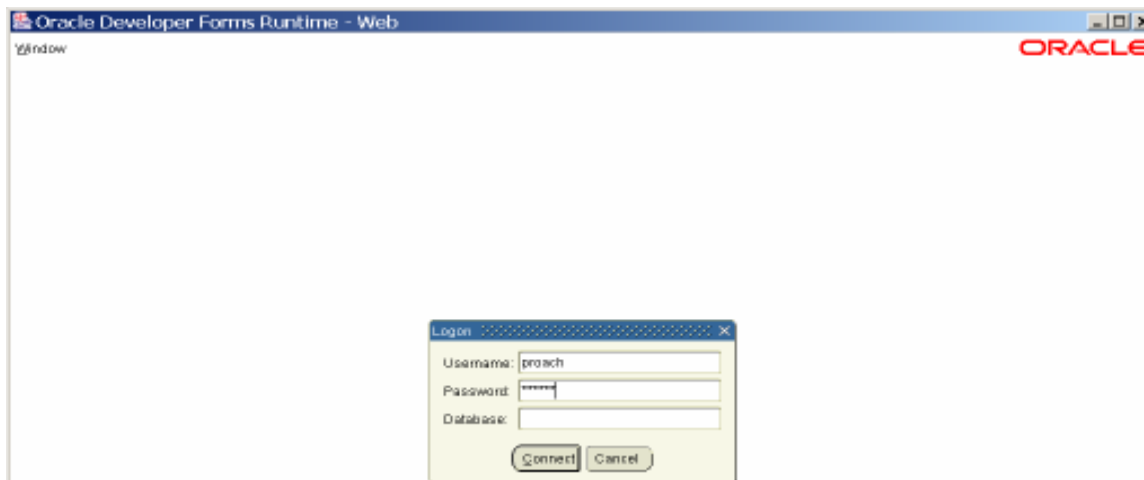 Oracle Developer Forms Runtime - Web
Window
ORACLE
Logon
Username: proach
Password: ******
Database:
Connect Cancel